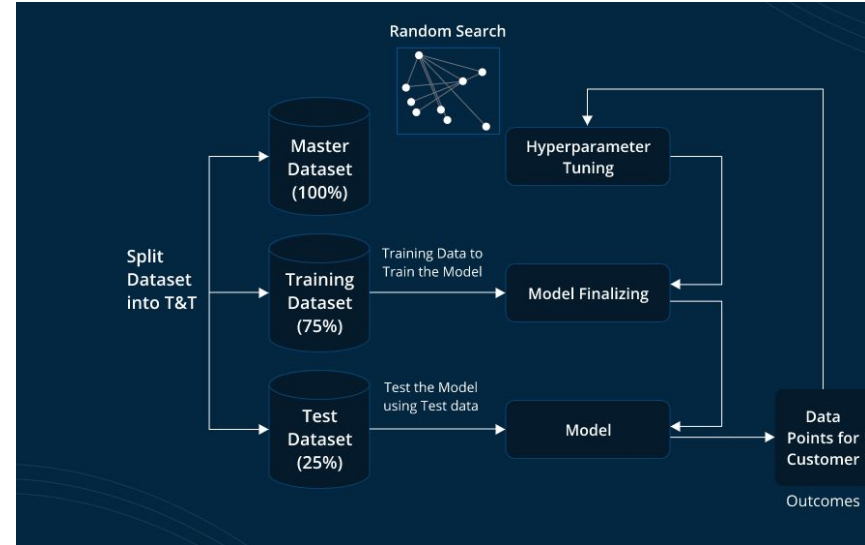 Random Search
Master
Dataset
(100%)
Hyperparameter
Tuning
Split
Dataset
into T&T
Training
Dataset
(75%)
Training Data to
Train the Model
Model Finalizing
Test
Dataset
(25%)
Test the Model
using Test data
Model
Data
Points for
Customer
Outcomes